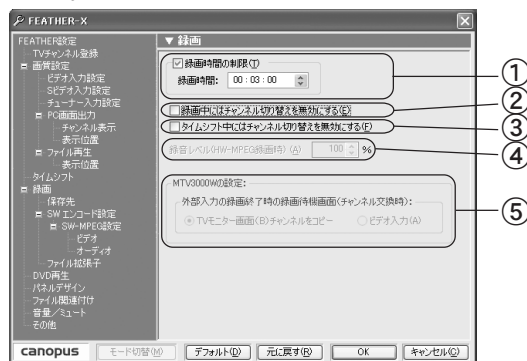 FEATHER-X
FEATHER設定
TVチャンネル登録
画質設定
ビデオ入力設定
Sビデオ入力設定
チューナー入力設定
PC画面出力
チャンネル表示
表示位置
ファイル再生
表示位置
タイムシフト
録画
保存先
SWエンコード設定
SW-MPEG設定
ビデオ
オーディオ
ファイル拡張子
DVD再生
パネルデザイン
ファイル関連付け
音量/ミュート
その他
▼ 録画
録画時間の制限(T)
録画時間: 00:03:00
①
録画中にはチャンネル切り替えを無効にする(E)
②
タイムシフト中にはチャンネル切り替えを無効にする(F)
③
録音レベル(HW-MPEG録画時)(A) 100 %
④
MTV3000Wの設定:
外部入力の録画終了時の録画待機画面(チャンネル交換時):
TVモニター画面(B)チャンネルをコピー ビデオ入力(A)
⑤
canopus モード切替(M) デフォルト(D) 元に戻す(R) OK キャンセル(C)